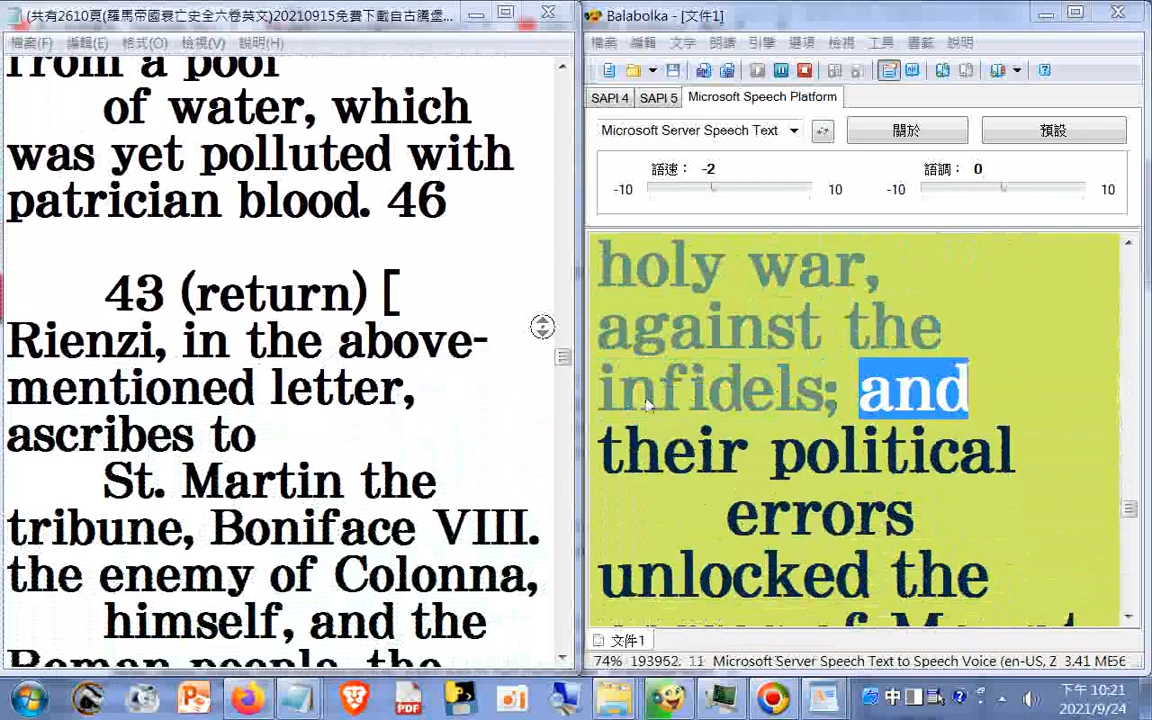 (共有2610頁(羅馬帝國衰亡史全六卷英文)20210915免費下載自古騰堡...
檔案(F) 編輯(E) 格式(O) 檢視(V) 說明(H)
from a pool
of water, which
was yet polluted with
patrician blood. 46
43 (return) [
Rienzi, in the above-
mentioned letter,
ascribes to
St. Martin the
tribune, Boniface VIII.
the enemy of Colonna,
himself, and the
Roman people, the
Balabolka - [文件1]
檔案 編輯 文字 朗讀 引擎 選項 檢視 工具 書籤 說明
SAPI 4 SAPI 5 Microsoft Speech Platform
Microsoft Server Speech Text 關於 預設
語速: -2 語調: 0
-10 10 -10 10
holy war,
against the
infidels; and
their political
errors
unlocked the
文件1
74% 193952: 11 Microsoft Server Speech Text to Speech Voice (en-US, Z
中
下午 10:21
2021/9/24